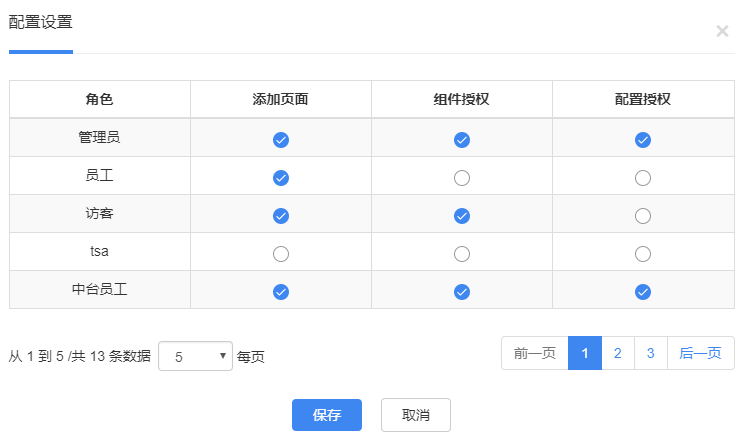 配置设置
角色 添加页面 组件授权 配置授权
管理员
员工
访客
tsa
中台员工
从 1 到 5 /共 13 条数据 5 每页 前一页 1 2 3 后一页
保存 取消